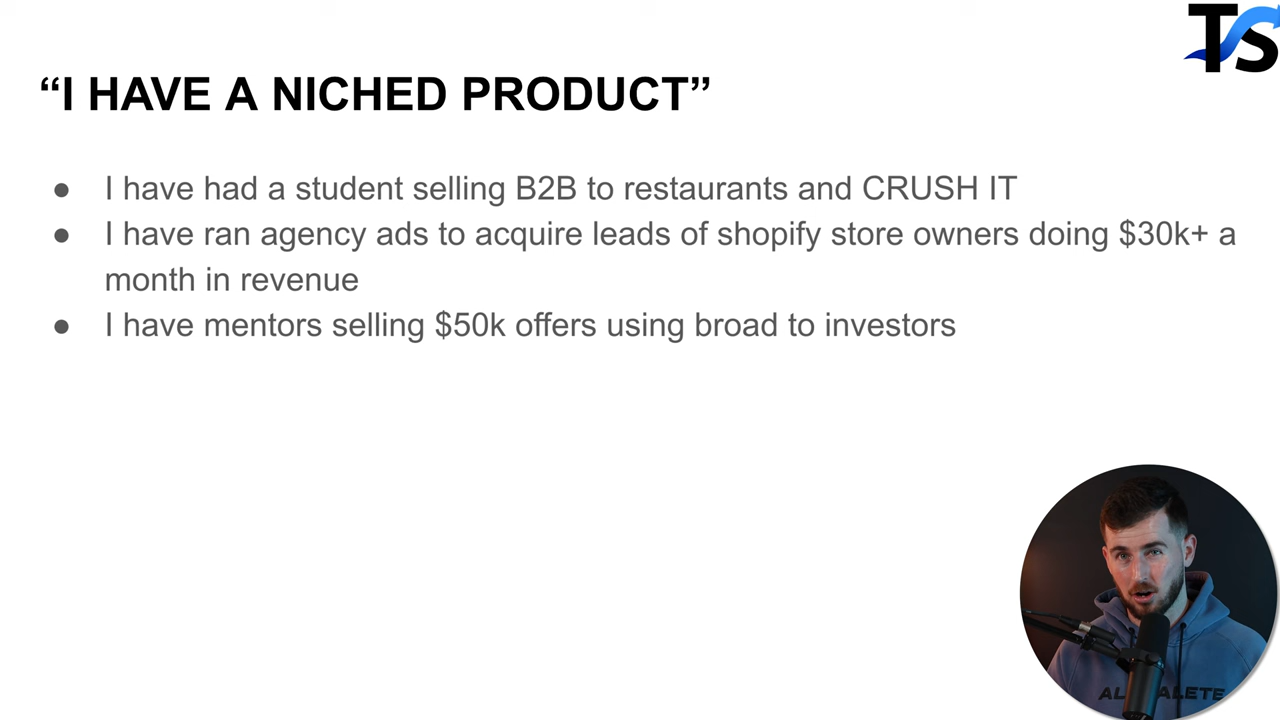 TS
“I HAVE A NICHED PRODUCT”
● I have had a student selling B2B to restaurants and CRUSH IT
● I have ran agency ads to acquire leads of shopify store owners doing $30k+ a
month in revenue
● I have mentors selling $50k offers using broad to investors